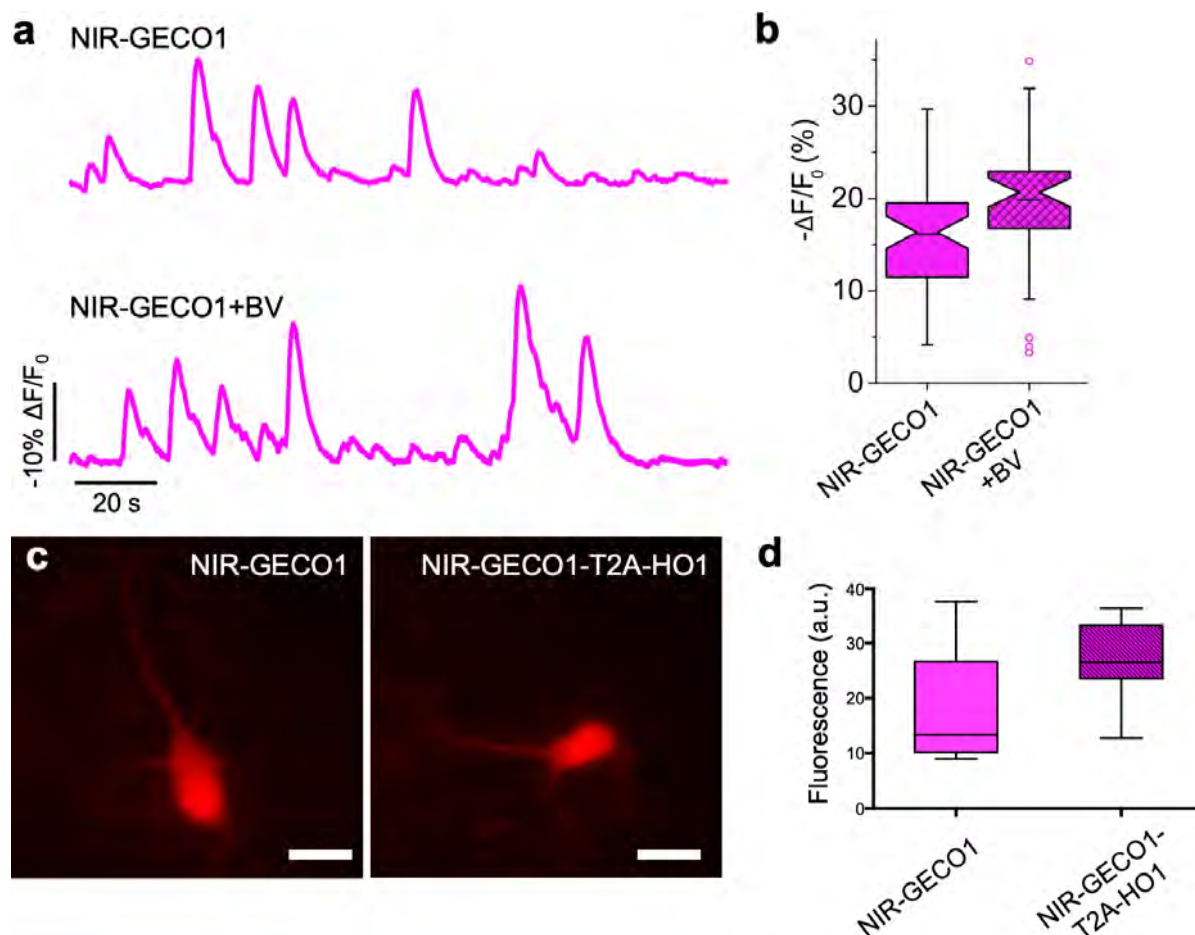 a
NIR-GECO1
NIR-GECO1+BV
-10% ΔF/F₀
20 s
b
-ΔF/F₀ (%)
30
20
10
0
NIR-GECO1
NIR-GECO1
+BV
c
NIR-GECO1
NIR-GECO1-T2A-HO1
d
Fluorescence (a.u.)
40
30
20
10
0
NIR-GECO1
NIR-GECO1-
T2A-HO1